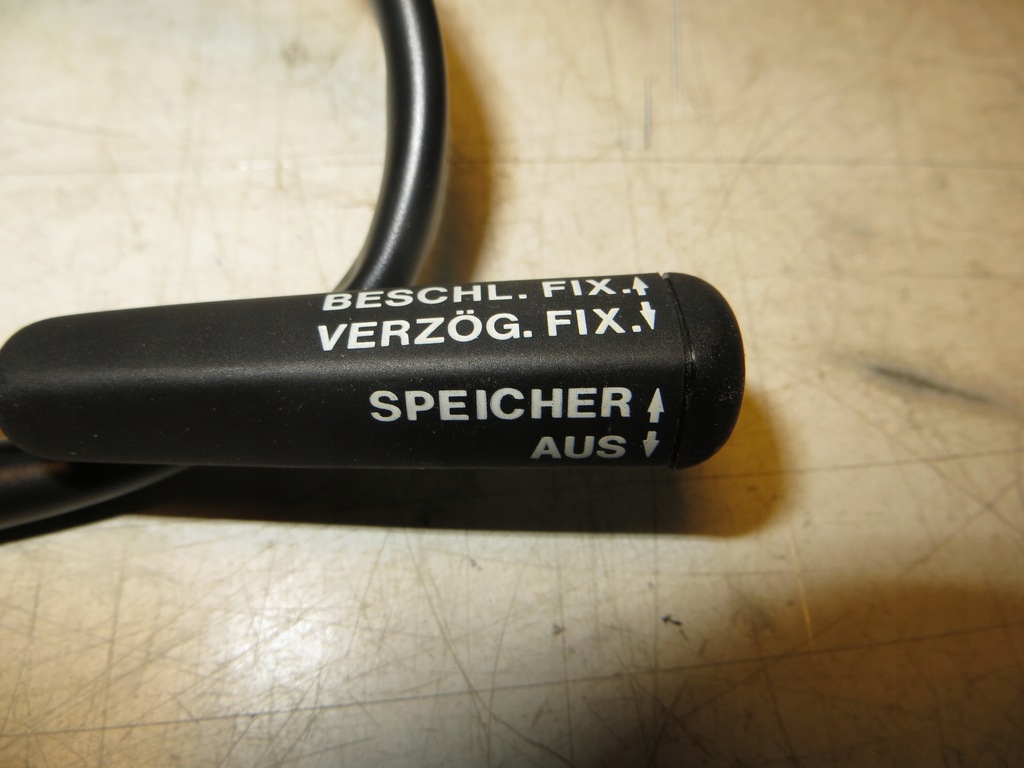 BESCHL. FIX.↑
VERZÖG. FIX.↓
SPEICHER ↑
AUS ↓